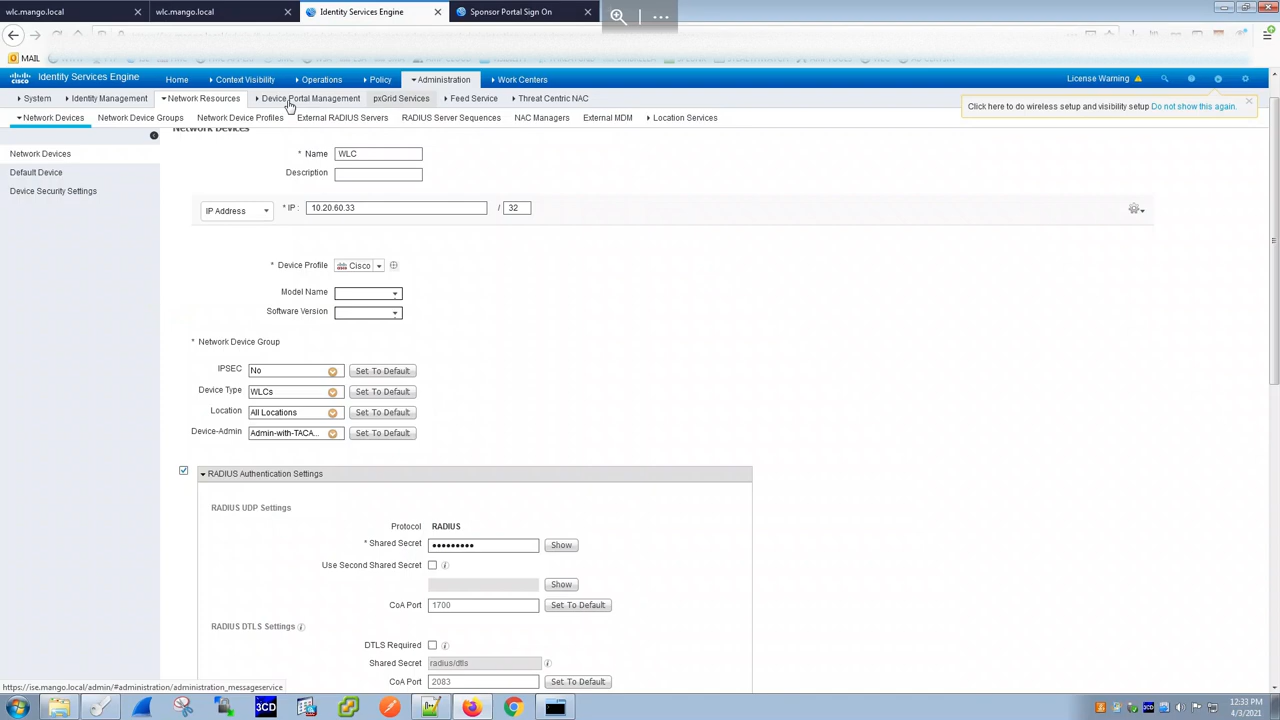 wlc.mango.local × wlc.mango.local × Identity Services Engine × Sponsor Portal Sign On ×
MAIL
cisco Identity Services Engine Home Context Visibility Operations Policy Administration Work Centers License Warning
System Identity Management Network Resources Device Portal Management pxGrid Services Feed Service Threat Centric NAC
Click here to do wireless setup and visibility setup Do not show this again.
Network Devices Network Device Groups Network Device Profiles External RADIUS Servers RADIUS Server Sequences NAC Managers External MDM Location Services
Network Devices
Network Devices
Default Device
Device Security Settings
* Name WLC
Description
IP Address * IP : 10.20.60.33 / 32
* Device Profile Cisco
Model Name
Software Version
* Network Device Group
IPSEC No Set To Default
Device Type WLCs Set To Default
Location All Locations Set To Default
Device-Admin Admin-with-TACA... Set To Default
RADIUS Authentication Settings
RADIUS UDP Settings
Protocol RADIUS
* Shared Secret ••••••••• Show
Use Second Shared Secret i
Show
CoA Port 1700 Set To Default
RADIUS DTLS Settings i
DTLS Required i
Shared Secret radius/dtls i
CoA Port 2083 Set To Default
https://ise.mango.local/admin/#administration/administration_messageservice
3CD
12:33 PM
4/3/2021